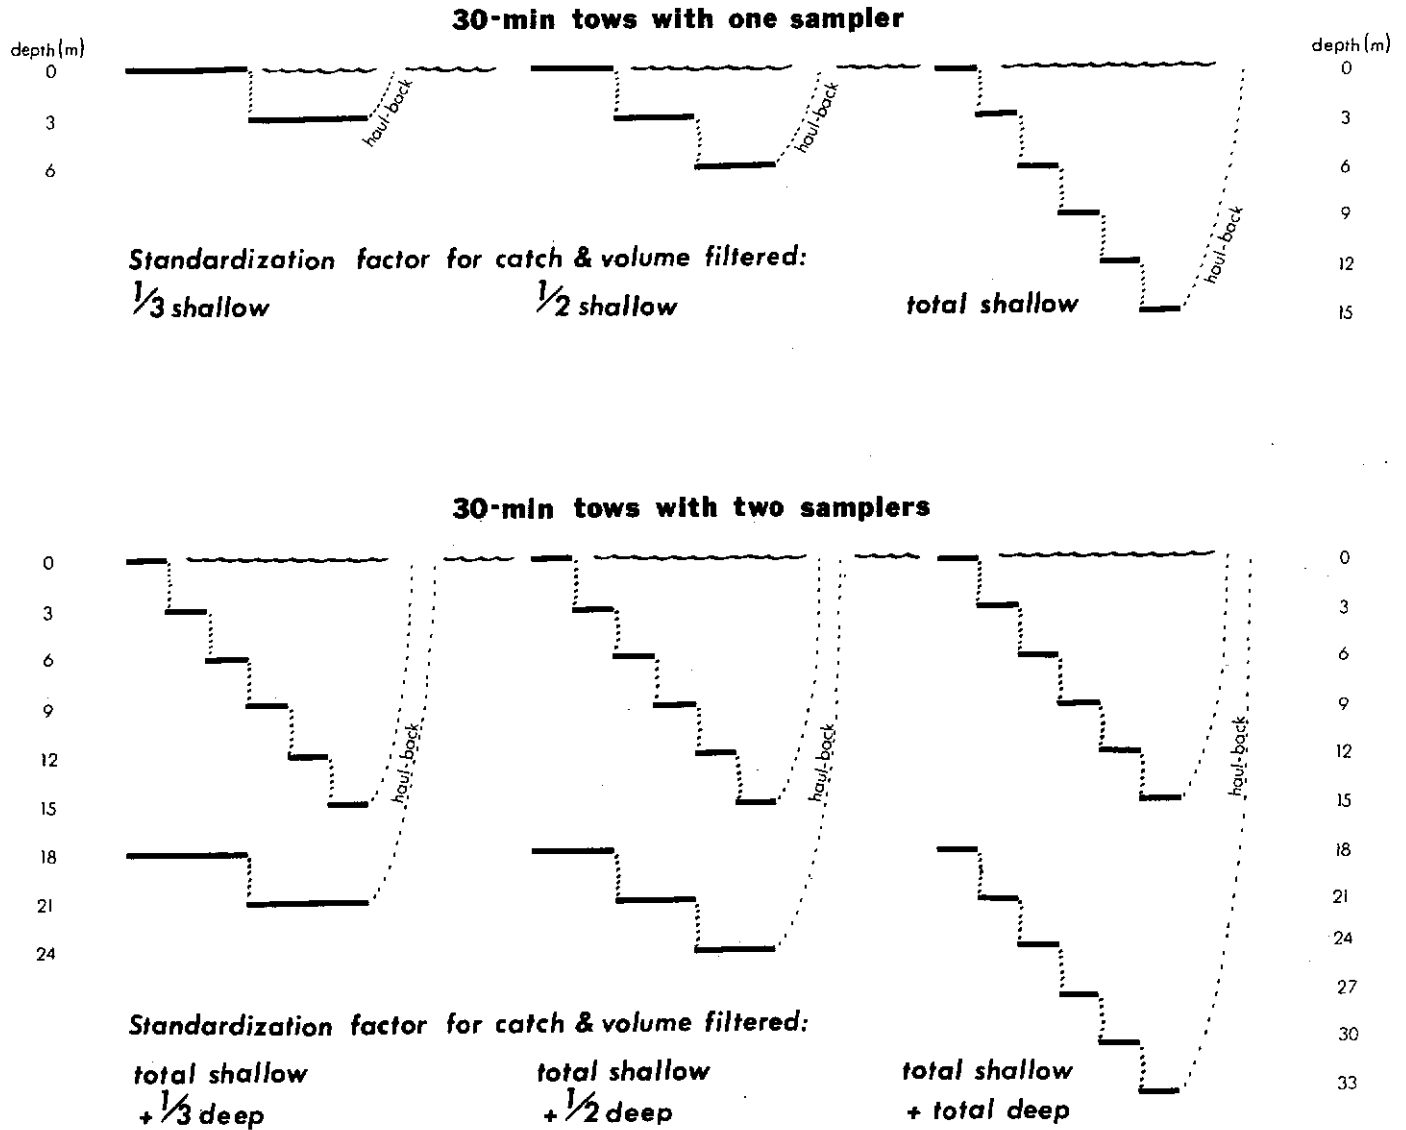 30-min tows with one sampler
depth(m)
0
3
6
haul-back
haul-back
haul-back
depth(m)
0
3
6
9
12
15
Standardization factor for catch & volume filtered:
1/3 shallow
1/2 shallow
total shallow
30-min tows with two samplers
0
3
6
9
12
15
18
21
24
haul-back
haul-back
haul-back
0
3
6
9
12
15
18
21
24
27
30
33
Standardization factor for catch & volume filtered:
total shallow
+ 1/3 deep
total shallow
+ 1/2 deep
total shallow
+ total deep